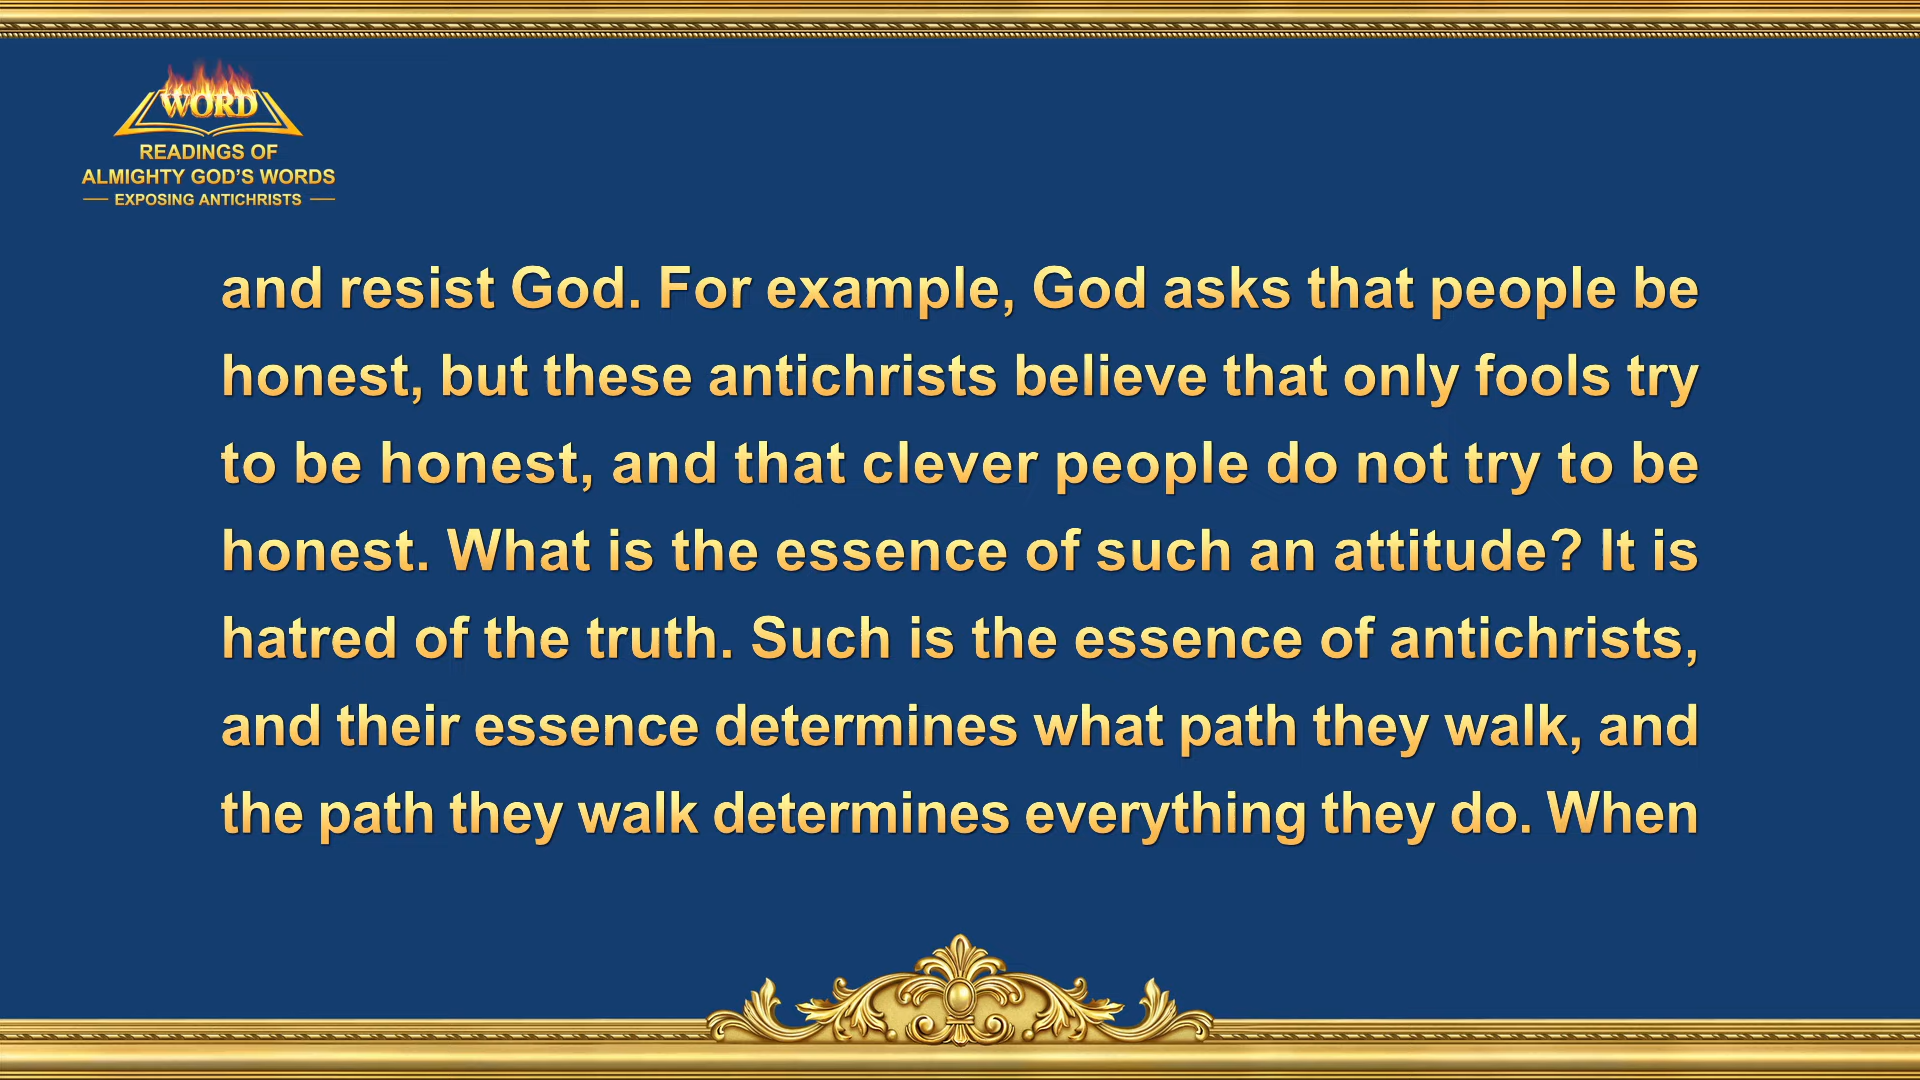 WORD
READINGS OF
ALMIGHTY GOD'S WORDS
EXPOSING ANTICHRISTS
and resist God. For example, God asks that people be
honest, but these antichrists believe that only fools try
to be honest, and that clever people do not try to be
honest. What is the essence of such an attitude? It is
hatred of the truth. Such is the essence of antichrists,
and their essence determines what path they walk, and
the path they walk determines everything they do. When